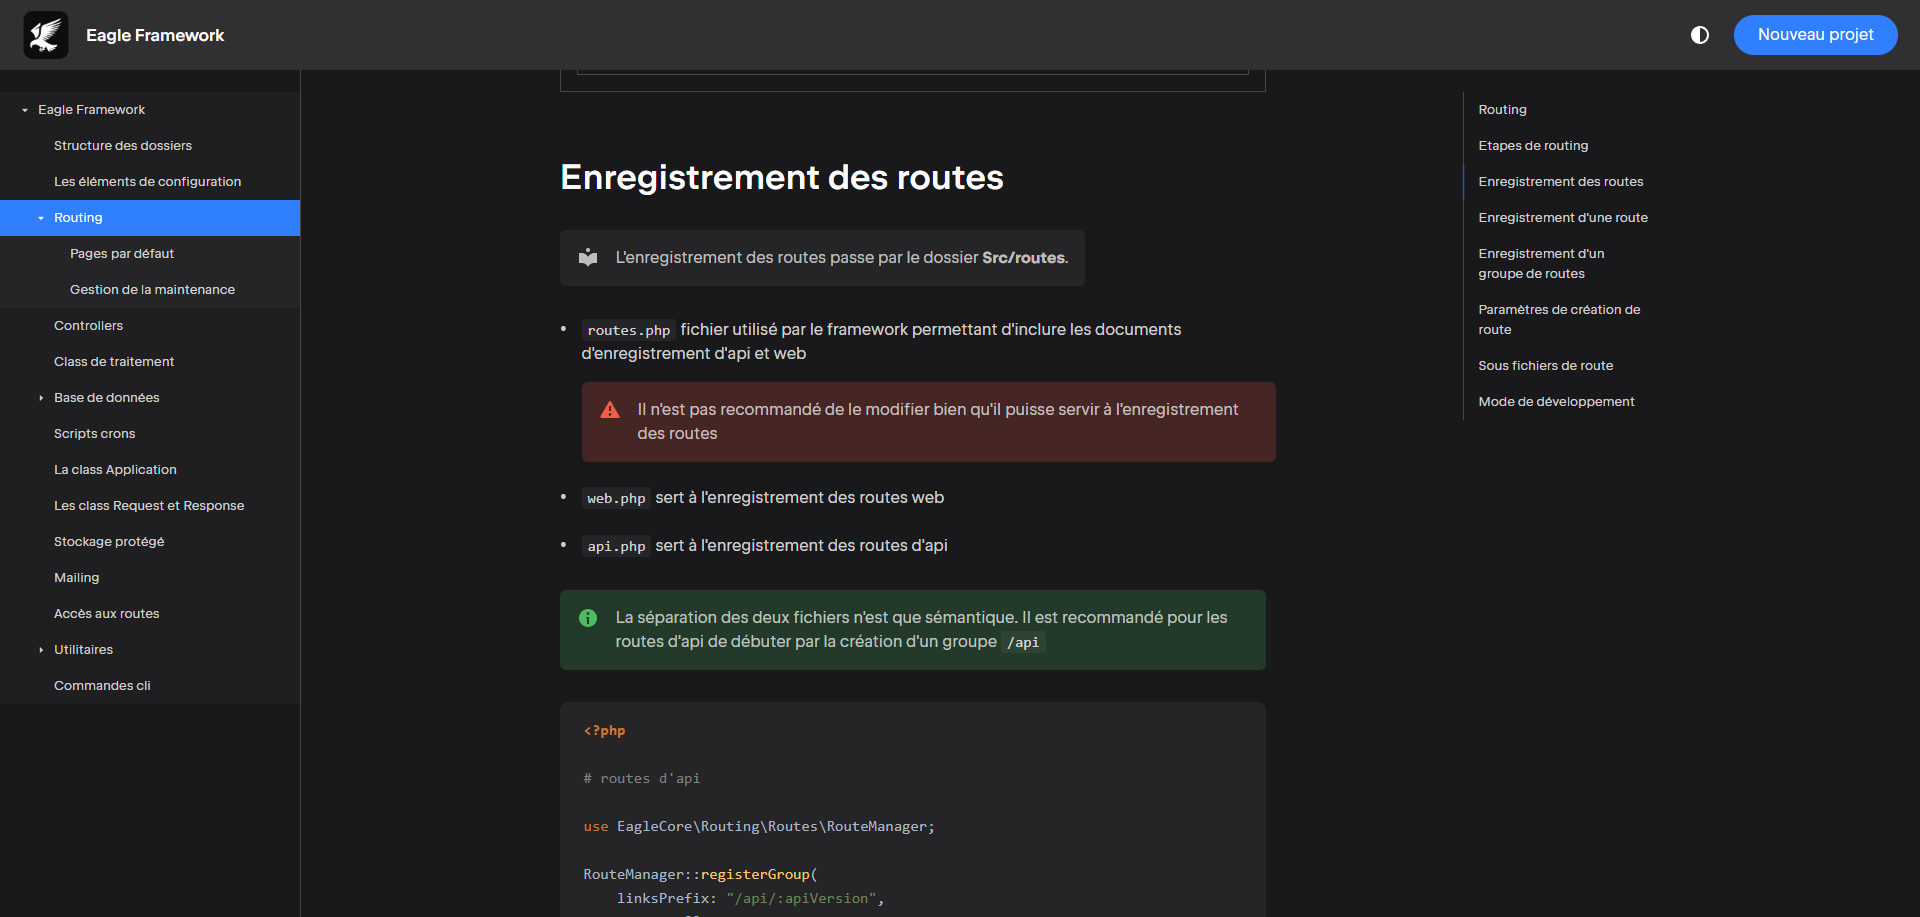 Eagle Framework
Nouveau projet
Eagle Framework
Structure des dossiers
Les éléments de configuration
Routing
Pages par défaut
Gestion de la maintenance
Controllers
Class de traitement
Base de données
Scripts crons
La class Application
Les class Request et Response
Stockage protégé
Mailing
Accès aux routes
Utilitaires
Commandes cli
Enregistrement des routes
L'enregistrement des routes passe par le dossier Src/routes.
• routes.php fichier utilisé par le framework permettant d'inclure les documents
d'enregistrement d'api et web
Il n'est pas recommandé de le modifier bien qu'il puisse servir à l'enregistrement
des routes
• web.php sert à l'enregistrement des routes web
• api.php sert à l'enregistrement des routes d'api
La séparation des deux fichiers n'est que sémantique. Il est recommandé pour les
routes d'api de débuter par la création d'un groupe /api
<?php
# routes d'api
use EagleCore\Routing\Routes\RouteManager;
RouteManager::registerGroup(
linksPrefix: "/api/:apiVersion",
Routing
Etapes de routing
Enregistrement des routes
Enregistrement d'une route
Enregistrement d'un
groupe de routes
Paramètres de création de
route
Sous fichiers de route
Mode de développement